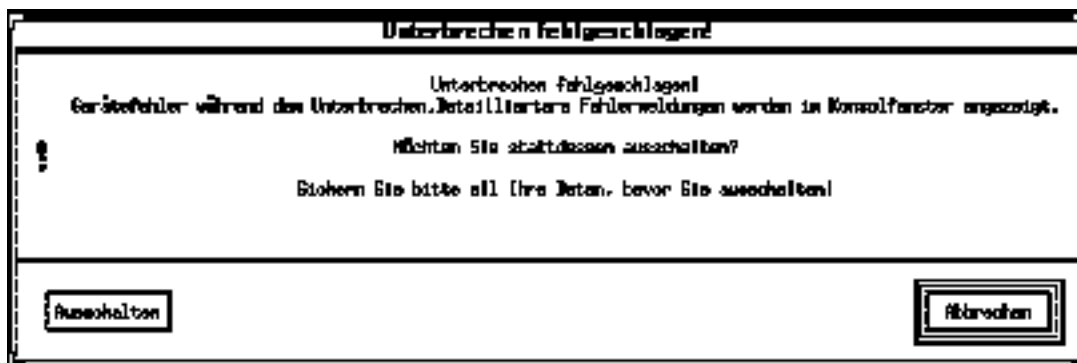 Unterbrechen fehlgeschlagen!
Unterbrechen fehlgeschlagen!
Gerätefehler während dem Unterbrechen.Detailliertere Fehlermeldungen werden im Konsolfenster angezeigt.
Möchten Sie stattdessen ausschalten?
Sichern Sie bitte all Ihre Daten, bevor Sie ausschalten!
Ausschalten
Abbrechen